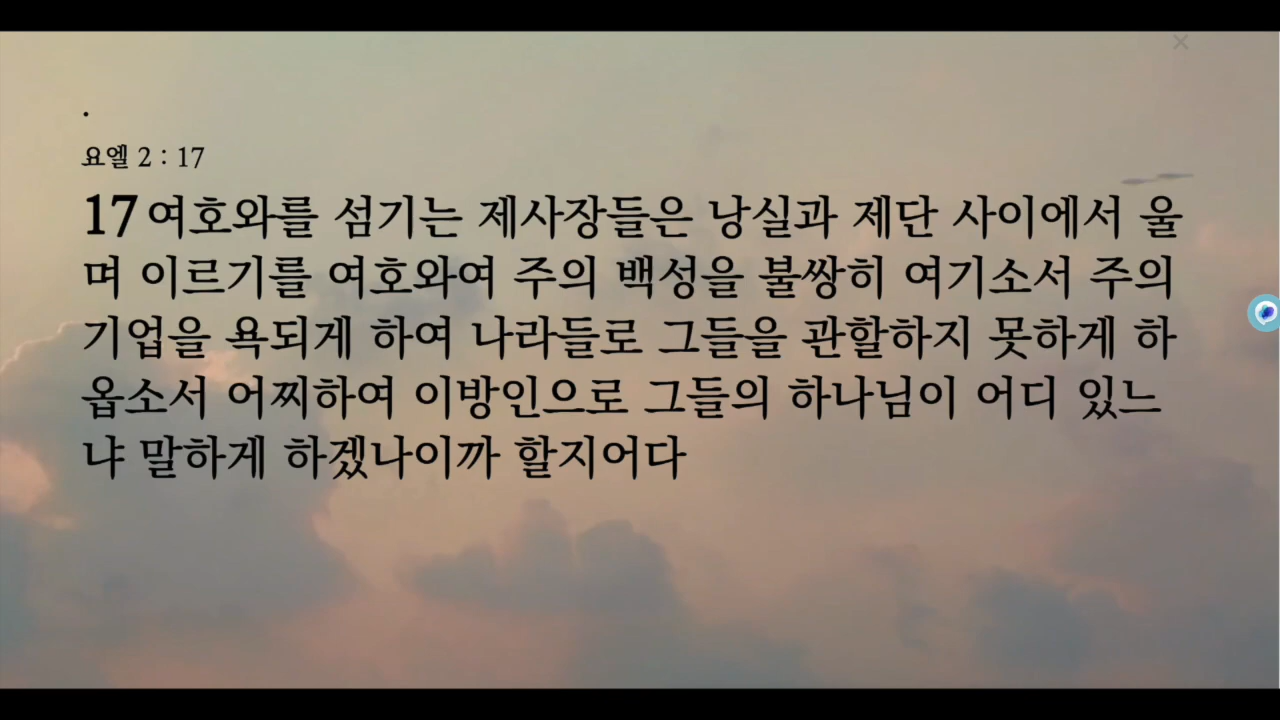 .
요엘 2 : 17
17 여호와를 섬기는 제사장들은 낭실과 제단 사이에서 울
며 이르기를 여호와여 주의 백성을 불쌍히 여기소서 주의
기업을 욕되게 하여 나라들로 그들을 관할하지 못하게 하
옵소서 어찌하여 이방인으로 그들의 하나님이 어디 있느
냐 말하게 하겠나이까 할지어다